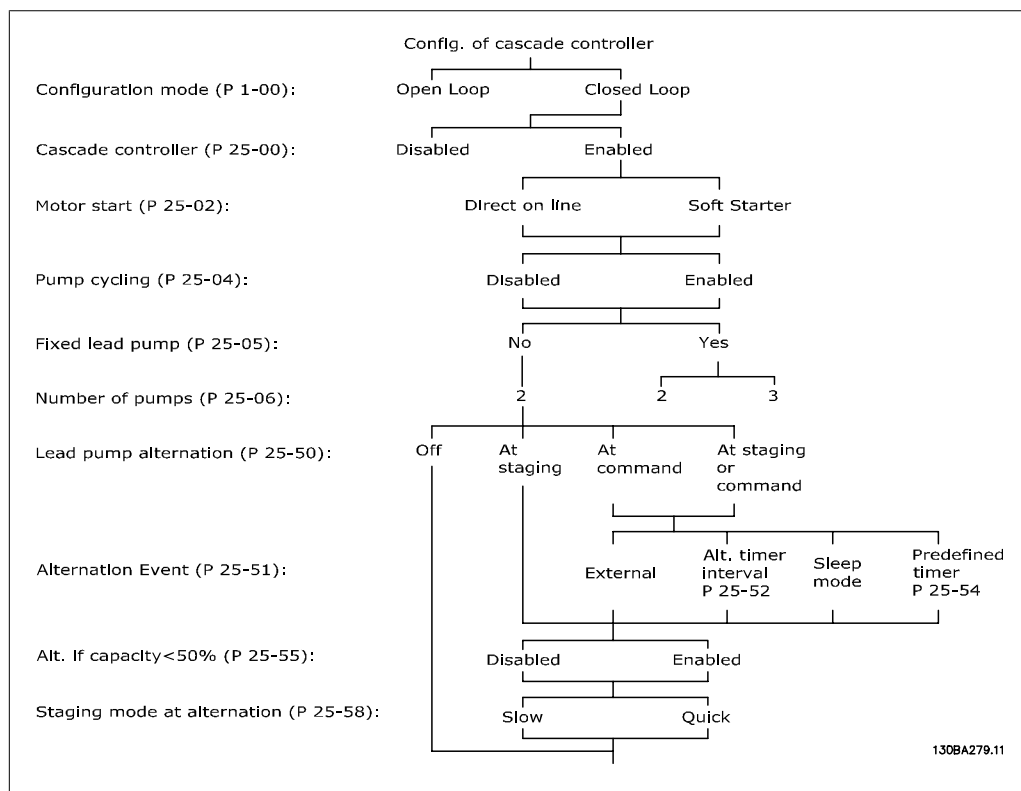 Config. of cascade controller
Configuration mode (P 1-00): Open Loop Closed Loop
Cascade controller (P 25-00): Disabled Enabled
Motor start (P 25-02): Direct on line Soft Starter
Pump cycling (P 25-04): Disabled Enabled
Fixed lead pump (P 25-05): No Yes
Number of pumps (P 25-06): 2 2 3
Lead pump alternation (P 25-50): Off At staging At command At staging or command
Alternation Event (P 25-51): External Alt. timer interval P 25-52 Sleep mode Predefined timer P 25-54
Alt. If capacity<50% (P 25-55): Disabled Enabled
Staging mode at alternation (P 25-58): Slow Quick
130BA279.11